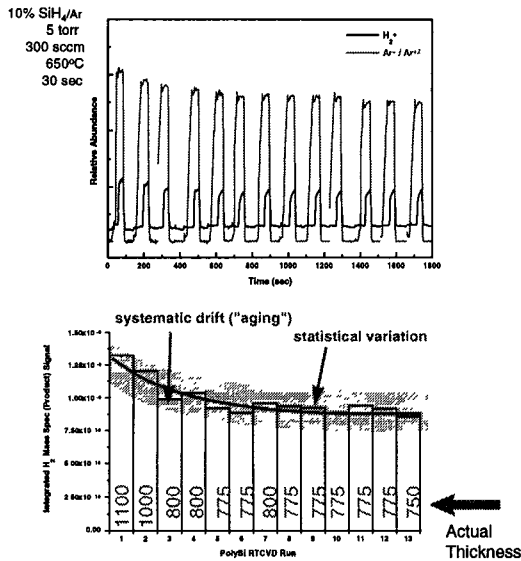 10% SiH₄/Ar
5 torr
300 sccm
650ºC
30 sec
H₂⁺
Relative Abundance
0 200 400 600 800 1000 1200 1400 1600 1800
Time (sec)
systematic drift ("aging")
statistical variation
Integrated H₂ Mass Spec (Product) Signal
0.00
1100 1000 800 800 775 775 800 775 775 775 775 775 750
1 2 3 4 5 6 7 8 9 10 11 12 13
PolySi RTCVD Run
Actual
Thickness